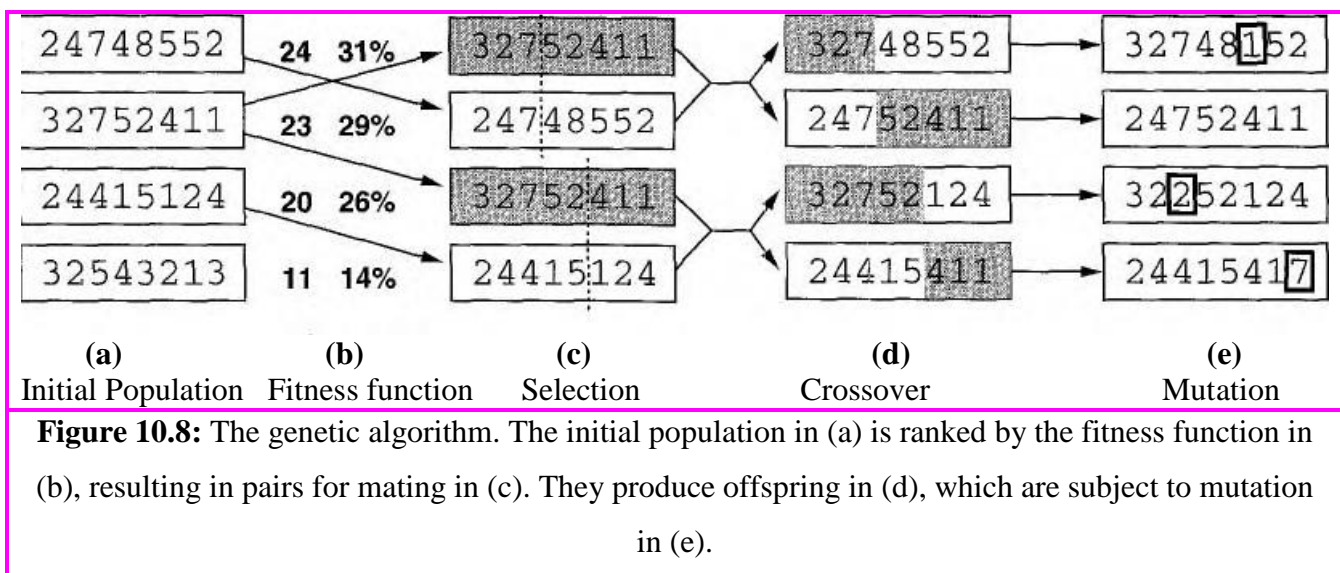 24748552 24 31% 32752411 32748552 32748152
32752411 23 29% 24748552 24752411 24752411
24415124 20 26% 32752411 32752124 32252124
32543213 11 14% 24415124 24415411 24415417
(a) (b) (c) (d) (e)
Initial Population Fitness function Selection Crossover Mutation
Figure 10.8: The genetic algorithm. The initial population in (a) is ranked by the fitness function in
(b), resulting in pairs for mating in (c). They produce offspring in (d), which are subject to mutation
in (e).